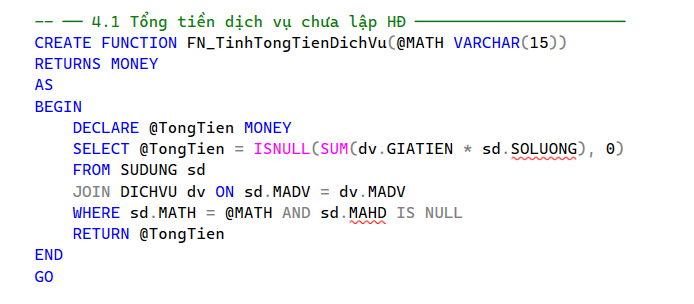 -- ── 4.1 Tổng tiền dịch vụ chưa lập HĐ ──────────────────────
CREATE FUNCTION FN_TinhTongTienDichVu(@MATH VARCHAR(15))
RETURNS MONEY
AS
BEGIN
    DECLARE @TongTien MONEY
    SELECT @TongTien = ISNULL(SUM(dv.GIATIEN * sd.SOLUONG), 0)
    FROM SUDUNG sd
    JOIN DICHVU dv ON sd.MADV = dv.MADV
    WHERE sd.MATH = @MATH AND sd.MAHD IS NULL
    RETURN @TongTien
END
GO